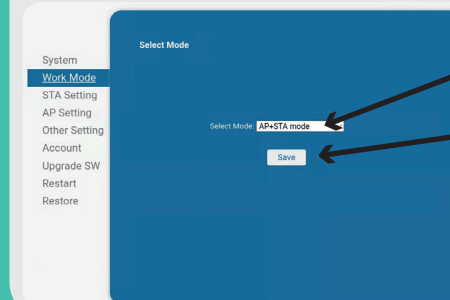 Select Mode
System
Work Mode
STA Setting
AP Setting
Other Setting
Account
Upgrade SW
Restart
Restore
Select Mode AP+STA mode
Save